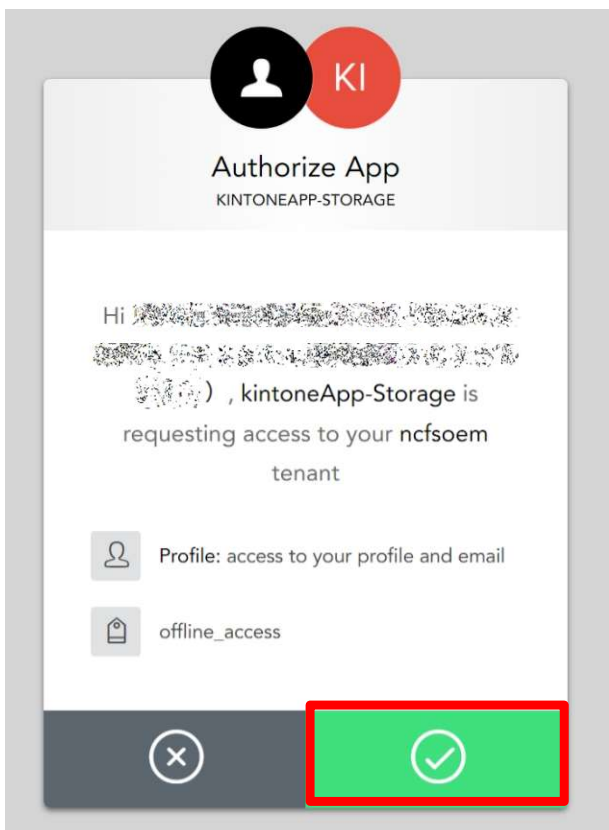 KI
Authorize App
KINTONEAPP-STORAGE
Hi
) , kintoneApp-Storage is
requesting access to your ncfsoem
tenant
Profile: access to your profile and email
offline_access